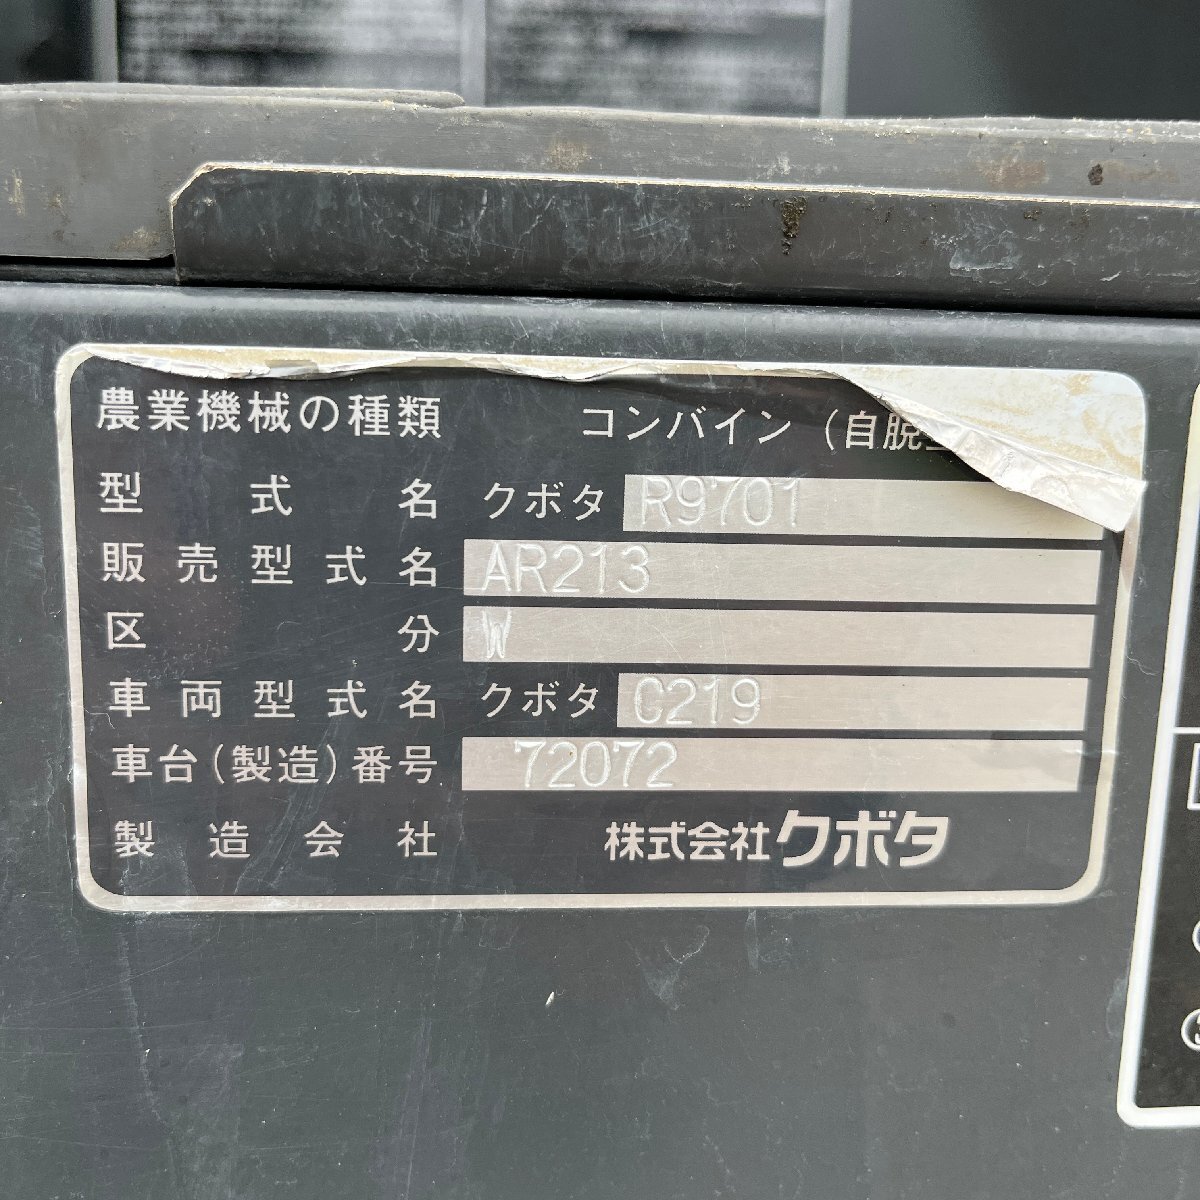 農業機械の種類 コンバイン（自脱
型式名 クボタ R9701
販売型式名 AR213
区分 W
車両型式名 クボタ C219
車台（製造）番号 72072
製造会社 株式会社クボタ